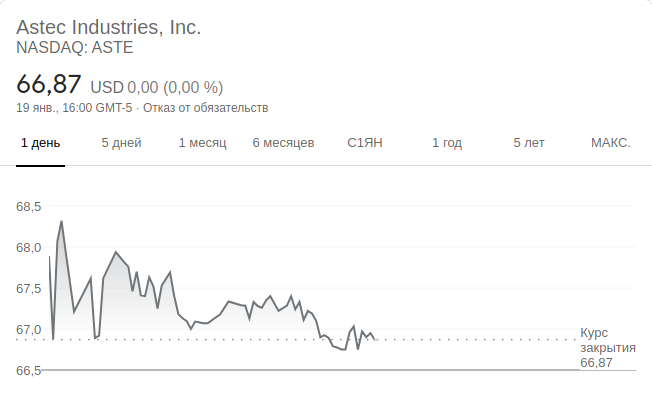 Astec Industries, Inc.
NASDAQ: ASTE
66,87 USD 0,00 (0,00 %)
19 янв., 16:00 GMT-5 · Отказ от обязательств
1 день 5 дней 1 месяц 6 месяцев С1ЯН 1 год 5 лет МАКС.
68,5
68,0
67,5
67,0
66,5
Курс
закрытия
66,87